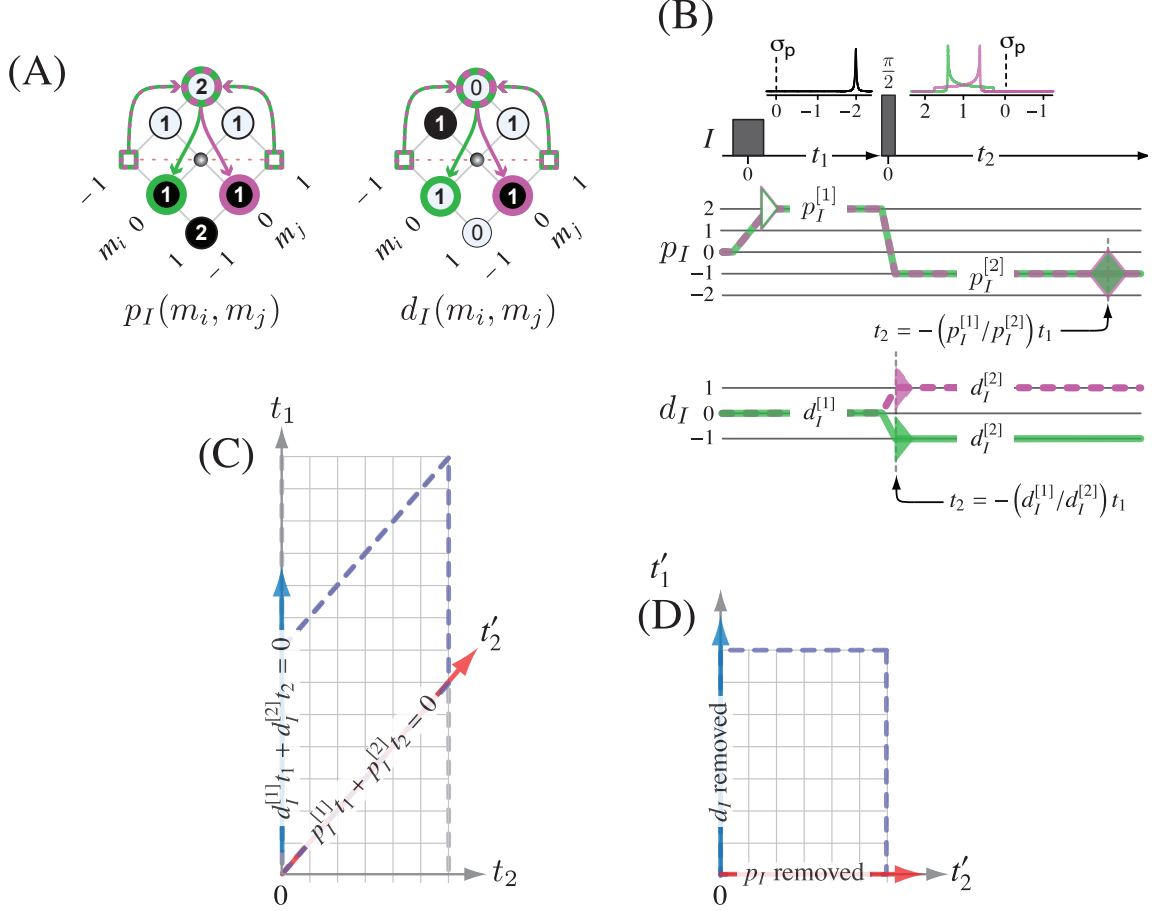 (A)
2
1 1
−1 1
1 1
0 0
2
m_i m_j
1 −1
p_I(m_i, m_j)
0
1 1
−1 1
1 1
0 0
0
m_i m_j
1 −1
d_I(m_i, m_j)
(B)
σ_p
0 −1 −2
π/2
σ_p
2 1 0 −1
I
0
t_1
0
t_2
p_I
2
1
0
−1
−2
p_I^{[1]}
p_I^{[2]}
t_2 = −(p_I^{[1]}/p_I^{[2]}) t_1
d_I
1
0
−1
d_I^{[1]}
d_I^{[2]}
d_I^{[2]}
t_2 = −(d_I^{[1]}/d_I^{[2]}) t_1
(C)
t_1
d_I^{[1]} t_1 + d_I^{[2]} t_2 = 0
p_I^{[1]} t_1 + p_I^{[2]} t_2 = 0
t′_2
t_2
0
(D)
t′_1
d_I removed
p_I removed
t′_2
0